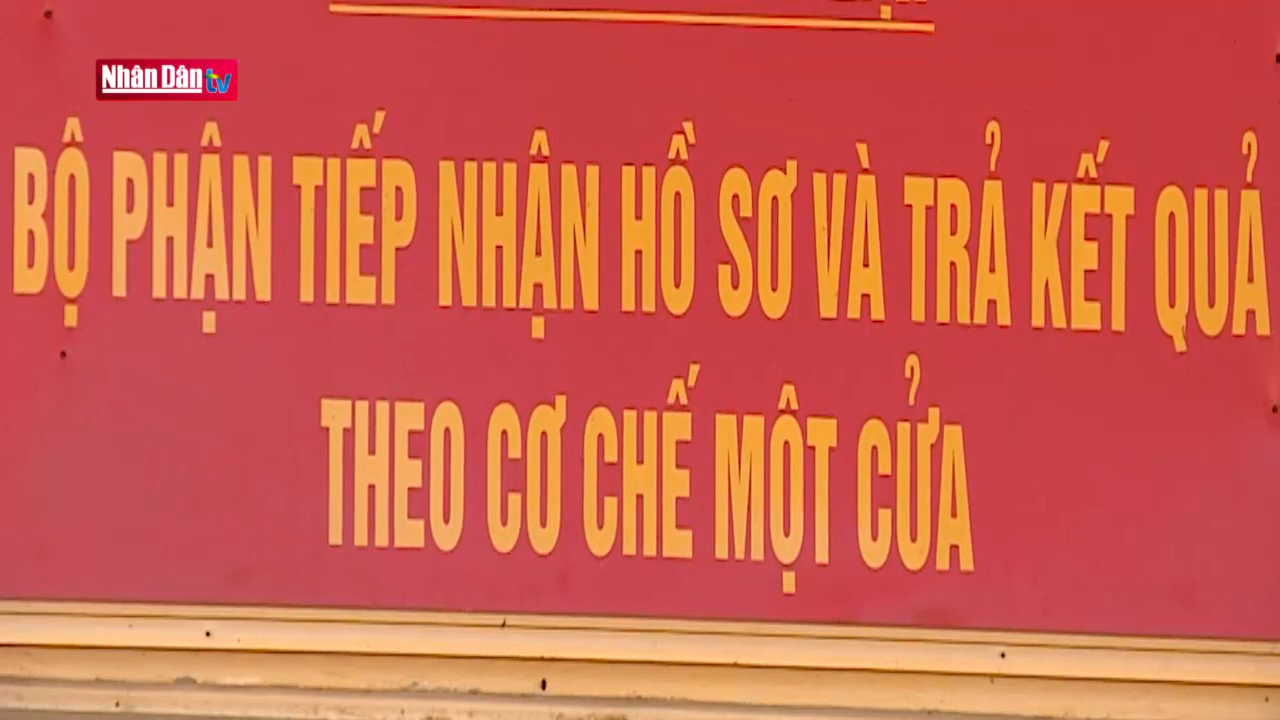 Nhân Dân tv
BỘ PHẬN TIẾP NHẬN HỒ SƠ VÀ TRẢ KẾT QUẢ
THEO CƠ CHẾ MỘT CỬA